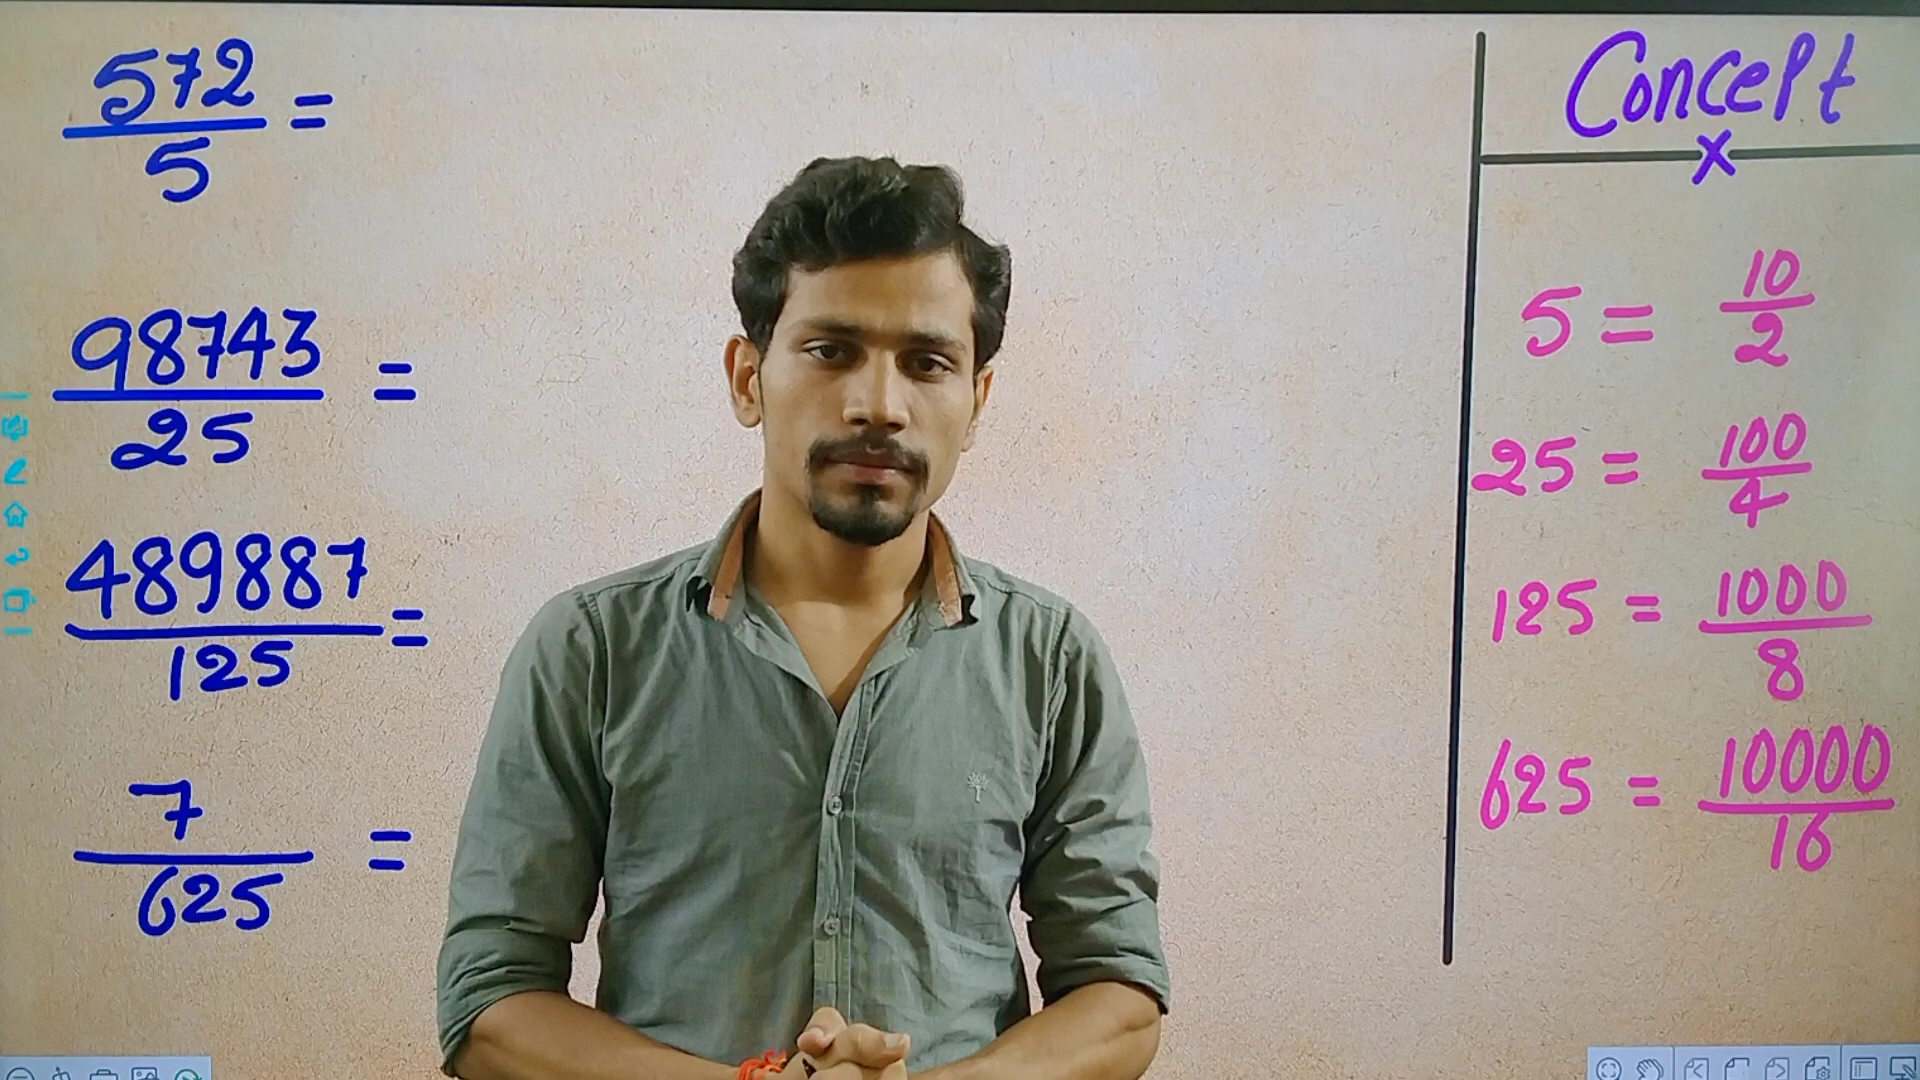 572/5 =
98743/25 =
489887/125 =
7/625 =
Concept
x
5 = 10/2
25 = 100/4
125 = 1000/8
625 = 10000/16